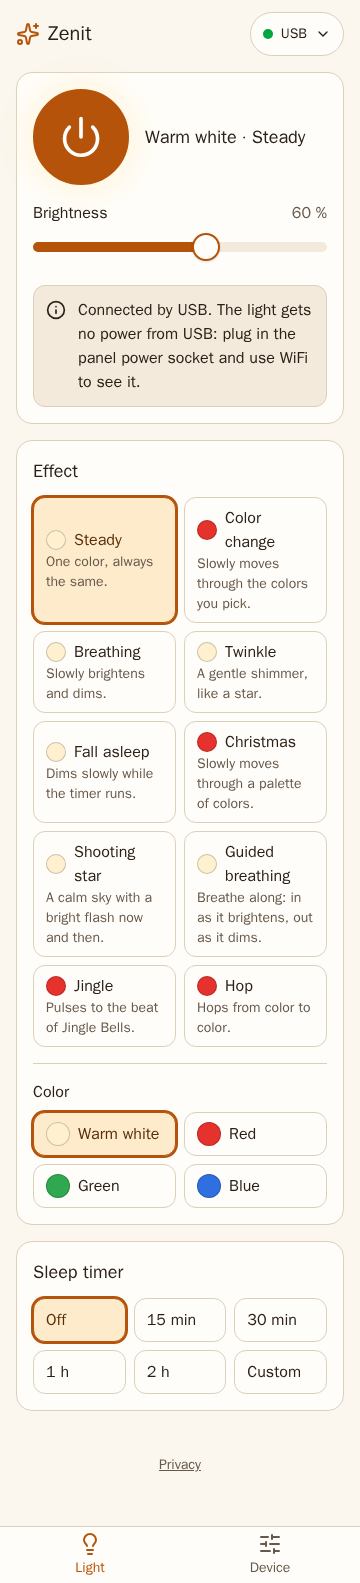 Zenit
USB
Warm white · Steady
Brightness
60 %
Connected by USB. The light gets
no power from USB: plug in the
panel power socket and use WiFi
to see it.
Effect
Steady
One color, always
the same.
Color
change
Slowly moves
through the colors
you pick.
Breathing
Slowly brightens
and dims.
Twinkle
A gentle shimmer,
like a star.
Fall asleep
Dims slowly while
the timer runs.
Christmas
Slowly moves
through a palette
of colors.
Shooting
star
A calm sky with a
bright flash now
and then.
Guided
breathing
Breathe along: in
as it brightens, out
as it dims.
Jingle
Pulses to the beat
of Jingle Bells.
Hop
Hops from color to
color.
Color
Warm white
Red
Green
Blue
Sleep timer
Off
15 min
30 min
1 h
2 h
Custom
Privacy
Light
Device